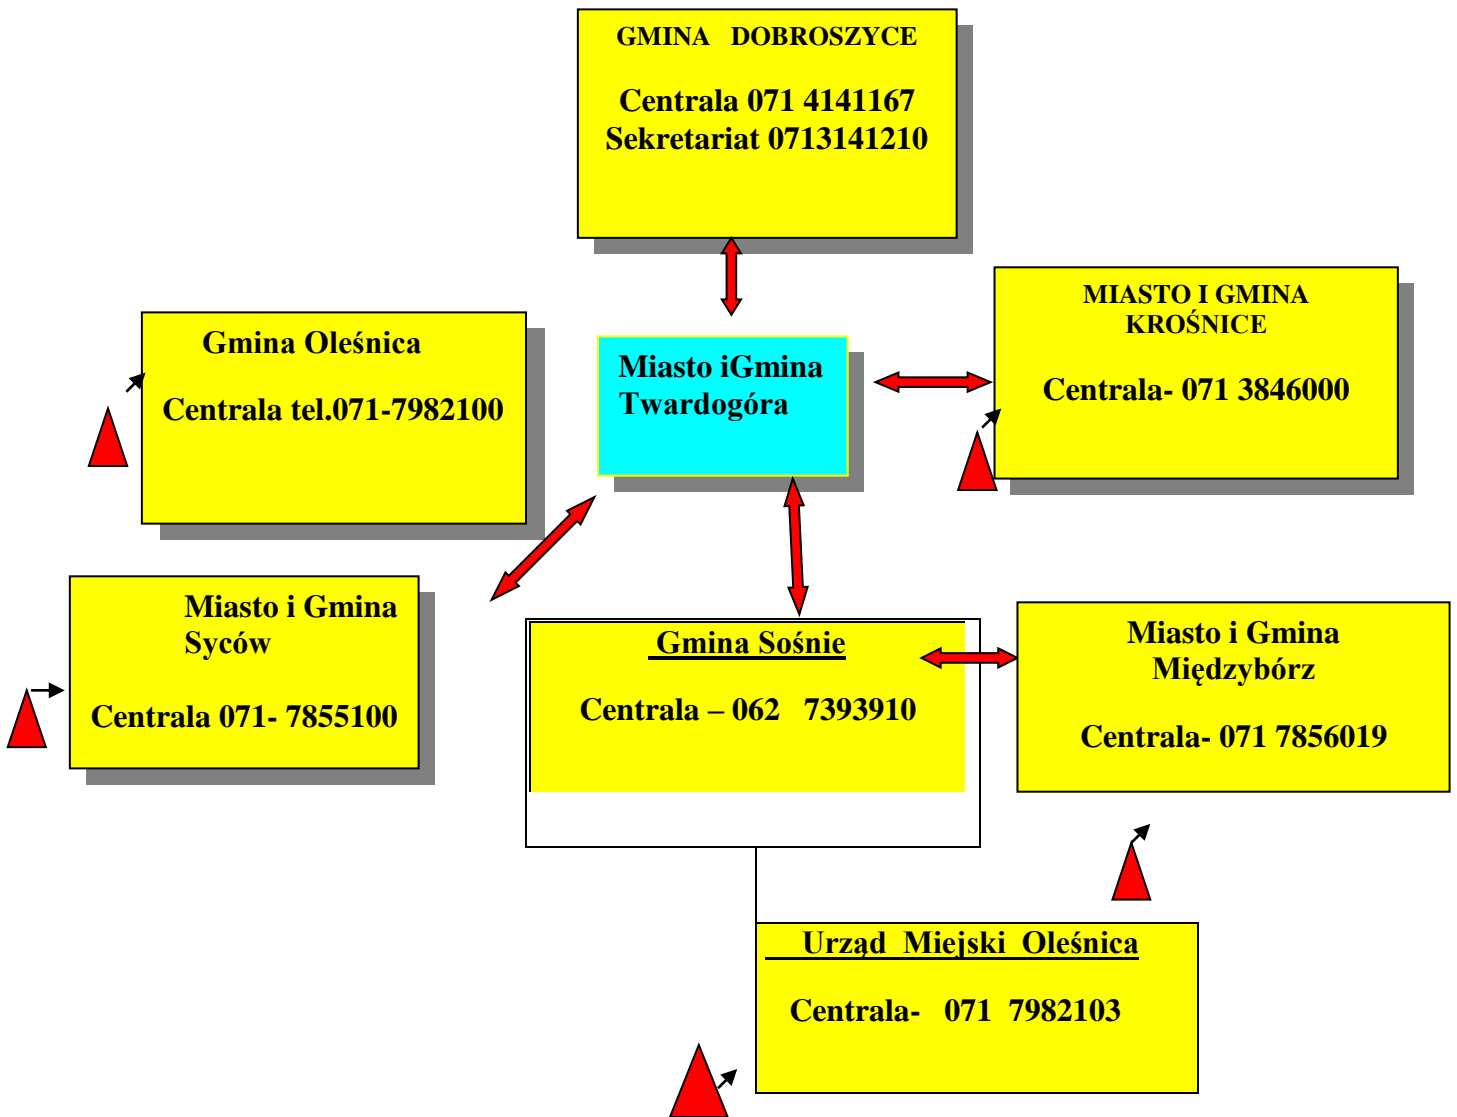 GMINA DOBROSZYCE
Centrala 071 4141167
Sekretariat 0713141210
MIASTO I GMINA
KROŚNICE
Centrala- 071 3846000
Gmina Oleśnica
Centrala tel.071-7982100
Miasto iGmina
Twardogóra
Miasto i Gmina
Syców
Centrala 071- 7855100
Gmina Sośnie
Centrala – 062 7393910
Miasto i Gmina
Międzybórz
Centrala- 071 7856019
Urząd Miejski Oleśnica
Centrala- 071 7982103